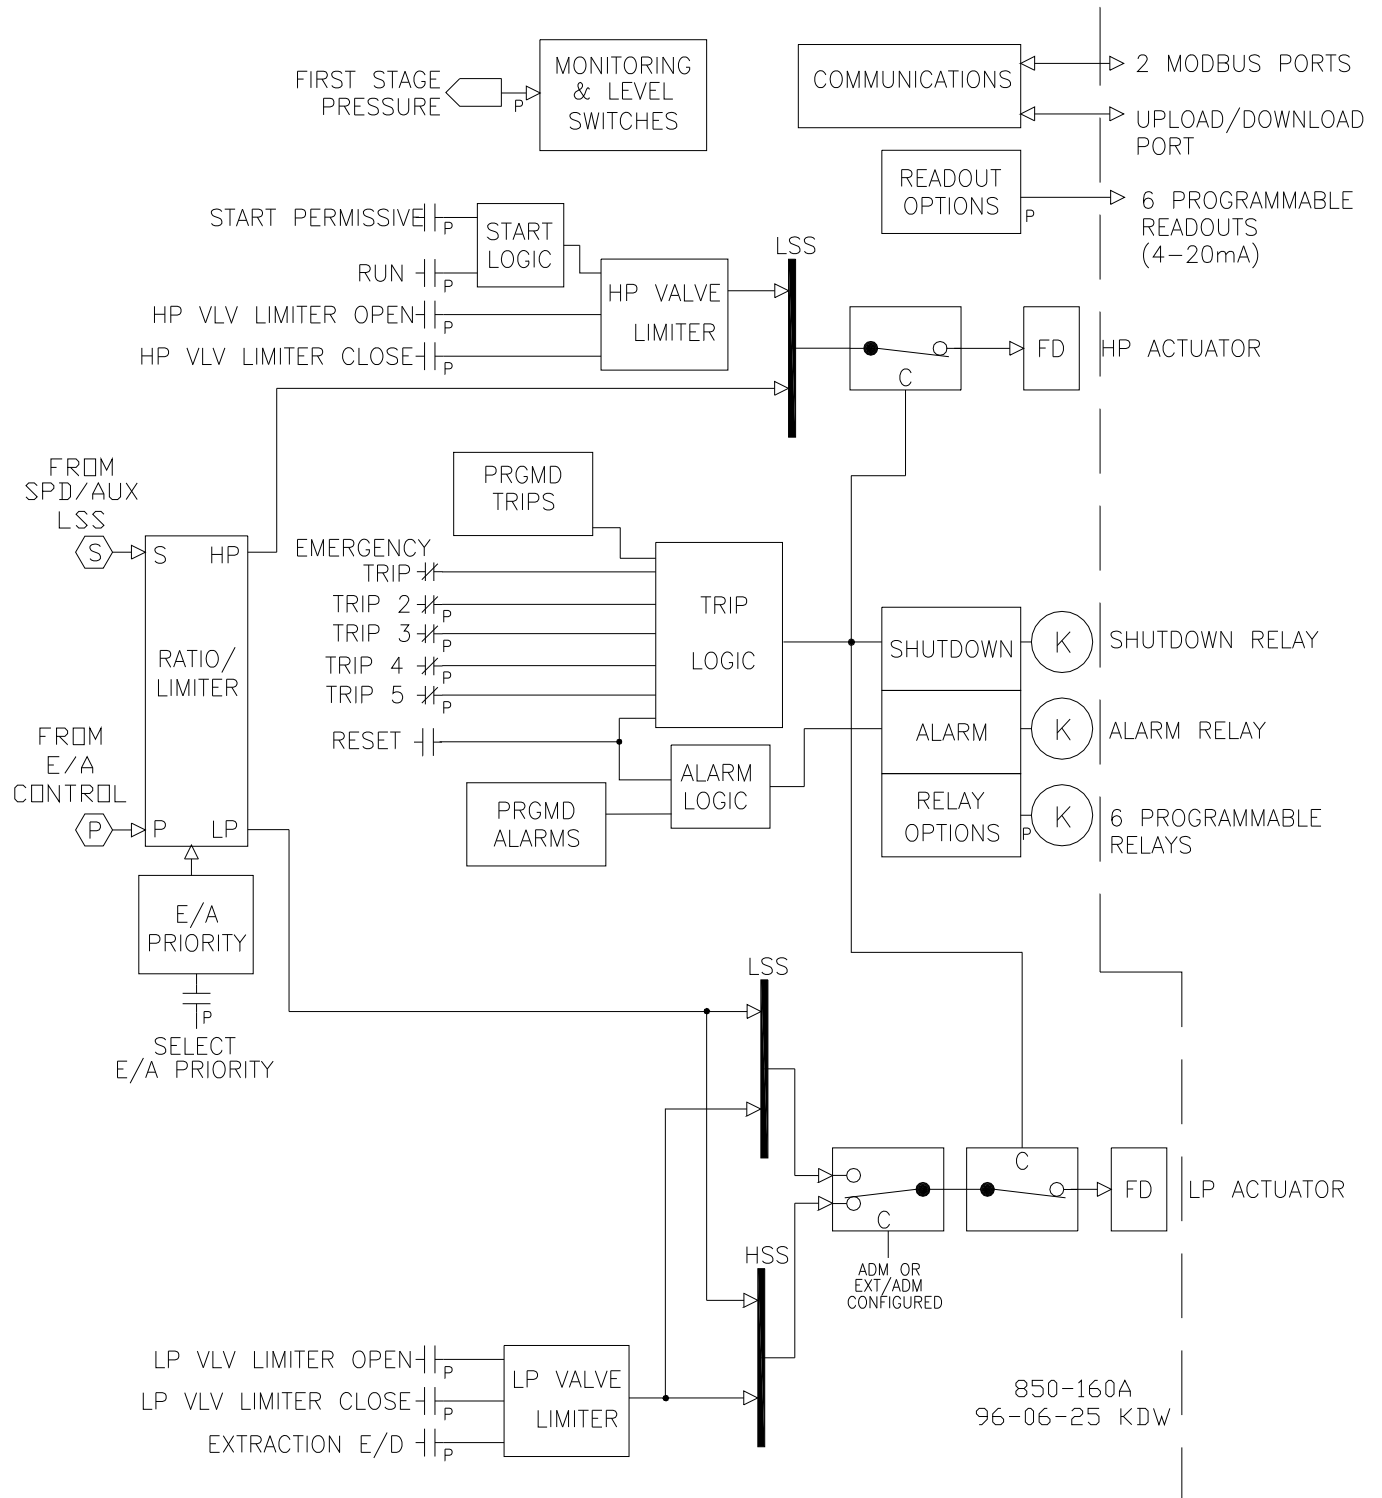 FIRST STAGE
PRESSURE
P
MONITORING
& LEVEL
SWITCHES
COMMUNICATIONS
2 MODBUS PORTS
UPLOAD/DOWNLOAD
PORT
READOUT
OPTIONS
P
6 PROGRAMMABLE
READOUTS
(4-20mA)
START PERMISSIVE
P
START
LOGIC
RUN
P
HP VLV LIMITER OPEN
P
HP VLV LIMITER CLOSE
P
HP VALVE
LIMITER
LSS
C
FD
HP ACTUATOR
FROM
SPD/AUX
LSS
S
S
HP
RATIO/
LIMITER
FROM
E/A
CONTROL
P
P
LP
E/A
PRIORITY
P
SELECT
E/A PRIORITY
PRGMD
TRIPS
EMERGENCY
TRIP
TRIP 2
P
TRIP 3
P
TRIP 4
P
TRIP 5
P
RESET
TRIP
LOGIC
ALARM
LOGIC
PRGMD
ALARMS
SHUTDOWN
K
SHUTDOWN RELAY
ALARM
K
ALARM RELAY
RELAY
OPTIONS
P
K
6 PROGRAMMABLE
RELAYS
LSS
HSS
C
ADM OR
EXT/ADM
CONFIGURED
C
FD
LP ACTUATOR
LP VLV LIMITER OPEN
P
LP VLV LIMITER CLOSE
P
EXTRACTION E/D
P
LP VALVE
LIMITER
850-160A
96-06-25 KDW